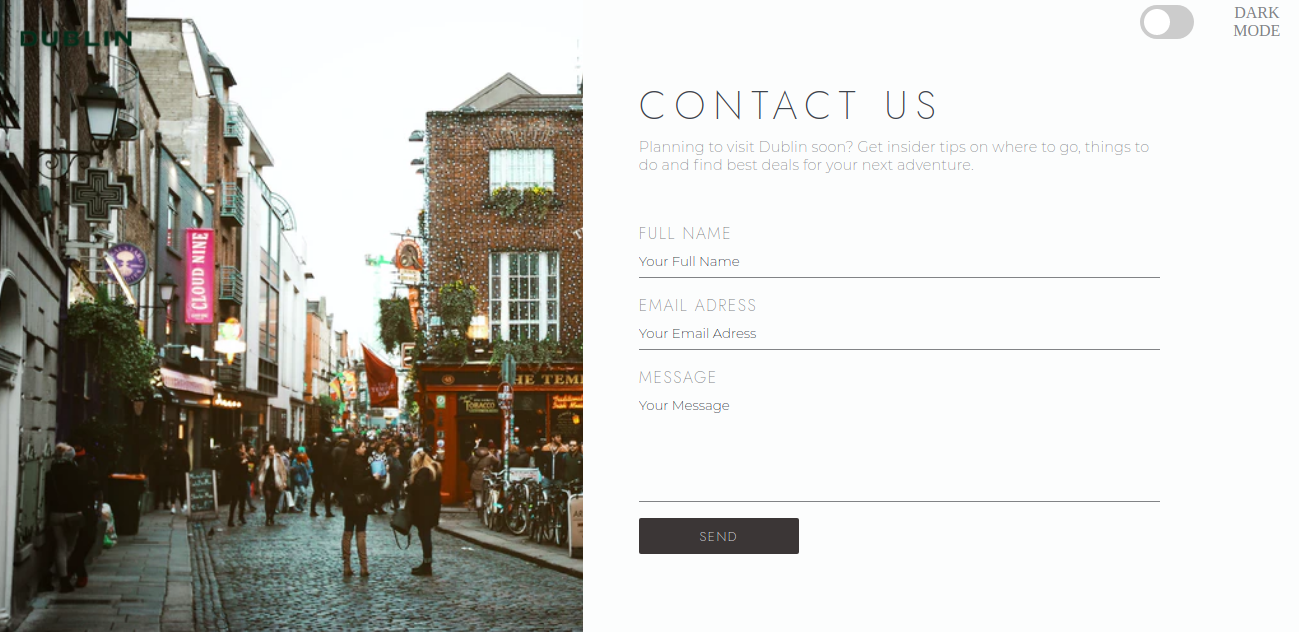 DUBLIN
CLOUD NINE
THE TEM
TOBACCO
DARK
MODE
CONTACT US
Planning to visit Dublin soon? Get insider tips on where to go, things to
do and find best deals for your next adventure.
FULL NAME
Your Full Name
EMAIL ADRESS
Your Email Adress
MESSAGE
Your Message
SEND